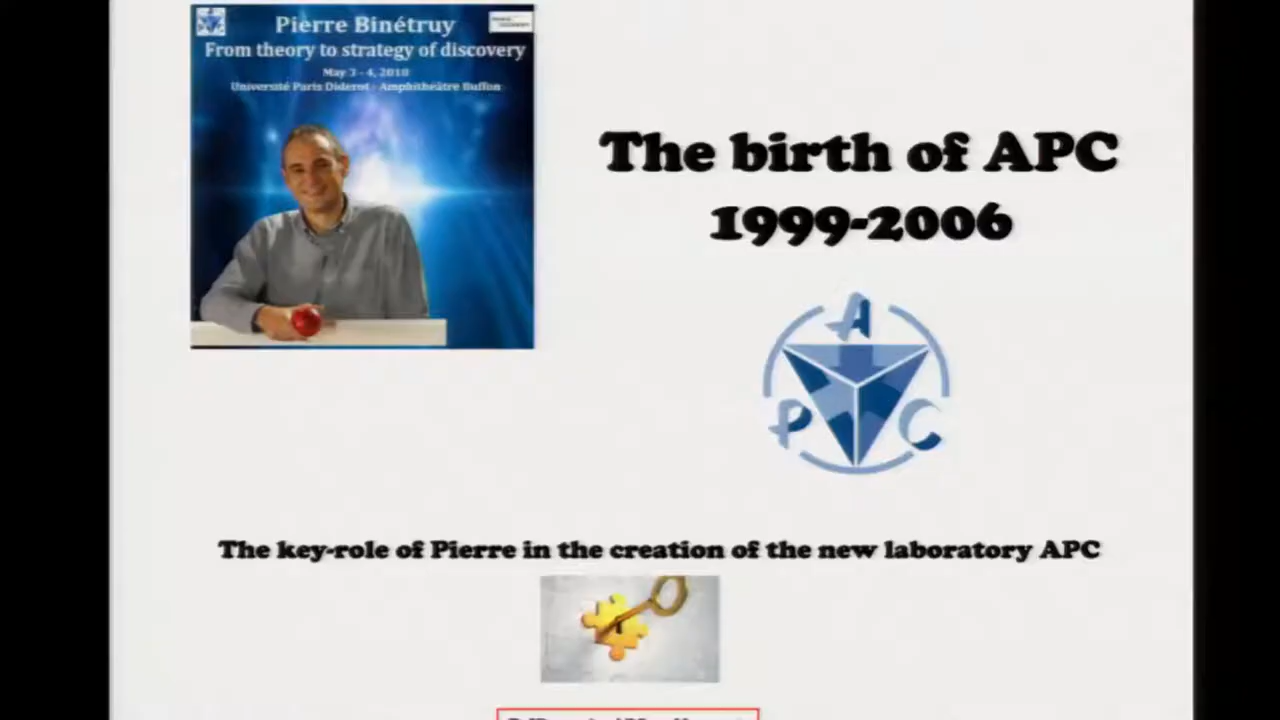 Pierre Binétruy
From theory to strategy of discovery
May 3 - 4, 2018
Université Paris Diderot - Amphithéâtre Buffon
The birth of APC
1999-2006
A
P C
The key-role of Pierre in the creation of the new laboratory APC